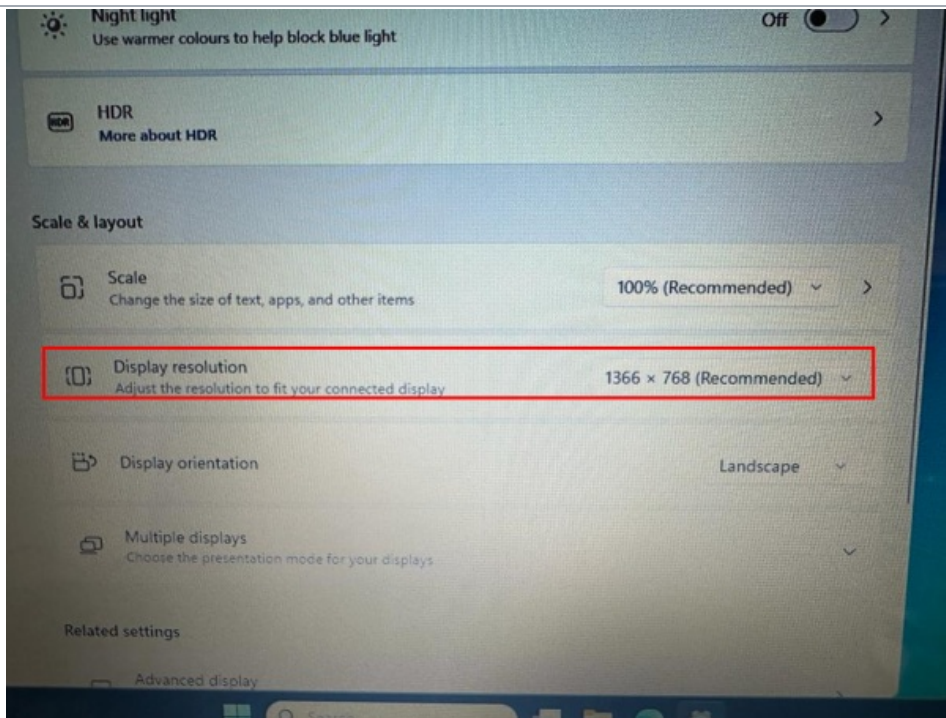 Night light
Off
Use warmer colours to help block blue light
HDR
HDR
More about HDR
Scale & layout
Scale
100% (Recommended)
Change the size of text, apps, and other items
Display resolution
1366 × 768 (Recommended)
Adjust the resolution to fit your connected display
Display orientation
Landscape
Multiple displays
Choose the presentation mode for your displays
Related settings
Advanced display
Search